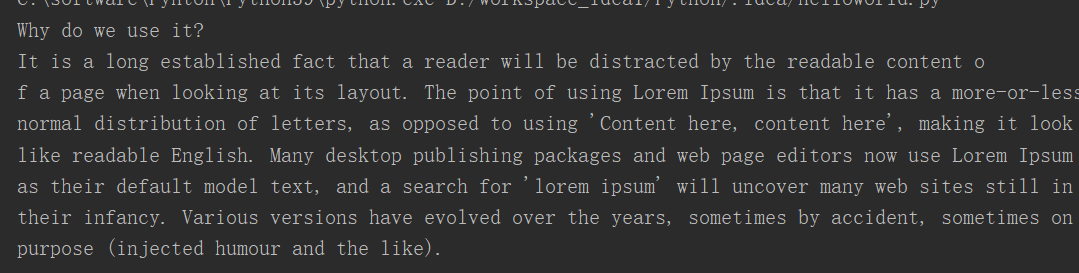 C:\software\Pynton\Python39\python.exe D:/workspace_idea1/Python/.idea/helloworld.py
Why do we use it?
It is a long established fact that a reader will be distracted by the readable content o
f a page when looking at its layout. The point of using Lorem Ipsum is that it has a more-or-less
normal distribution of letters, as opposed to using 'Content here, content here', making it look
like readable English. Many desktop publishing packages and web page editors now use Lorem Ipsum
as their default model text, and a search for 'lorem ipsum' will uncover many web sites still in
their infancy. Various versions have evolved over the years, sometimes by accident, sometimes on
purpose (injected humour and the like).